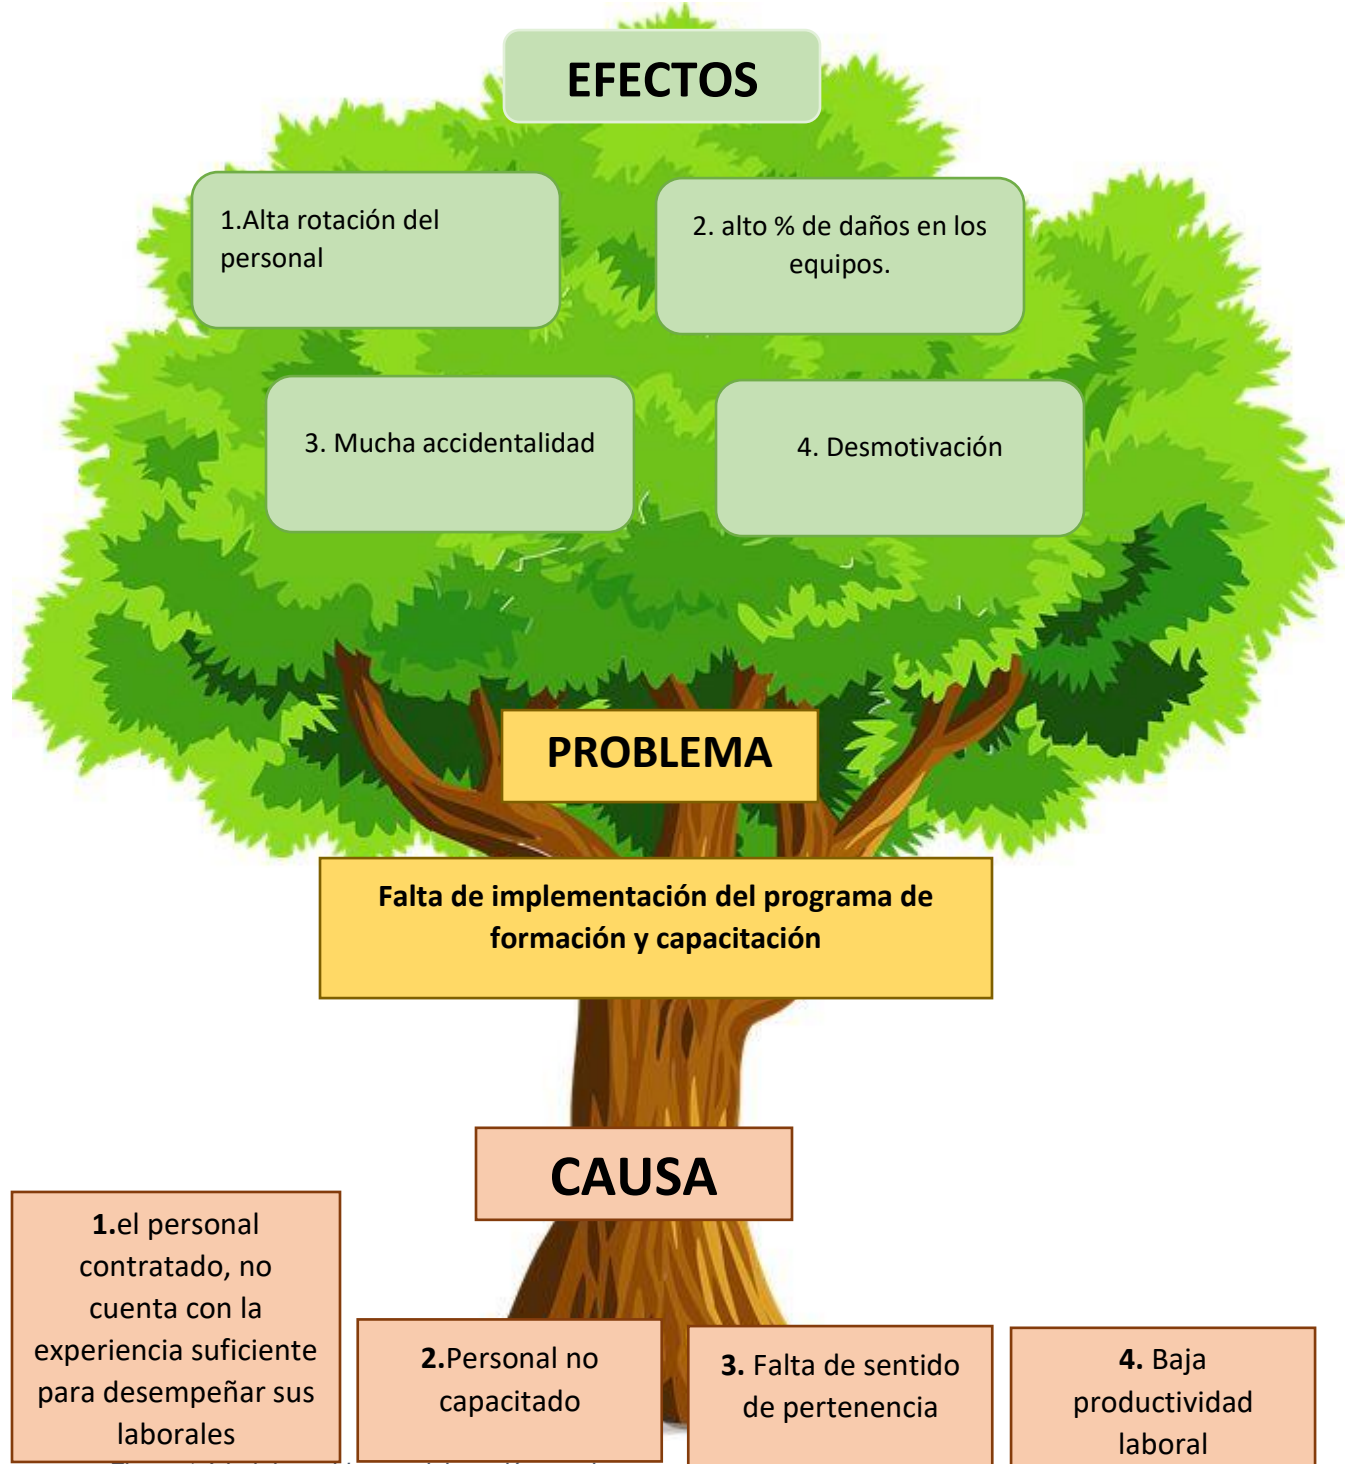 EFECTOS
1.Alta rotación del
personal
2. alto % de daños en los
equipos.
3. Mucha accidentalidad
4. Desmotivación
PROBLEMA
Falta de implementación del programa de
formación y capacitación
CAUSA
1.el personal
contratado, no
cuenta con la
experiencia suficiente
para desempeñar sus
laborales
2.Personal no
capacitado
3. Falta de sentido
de pertenencia
4. Baja
productividad
laboral